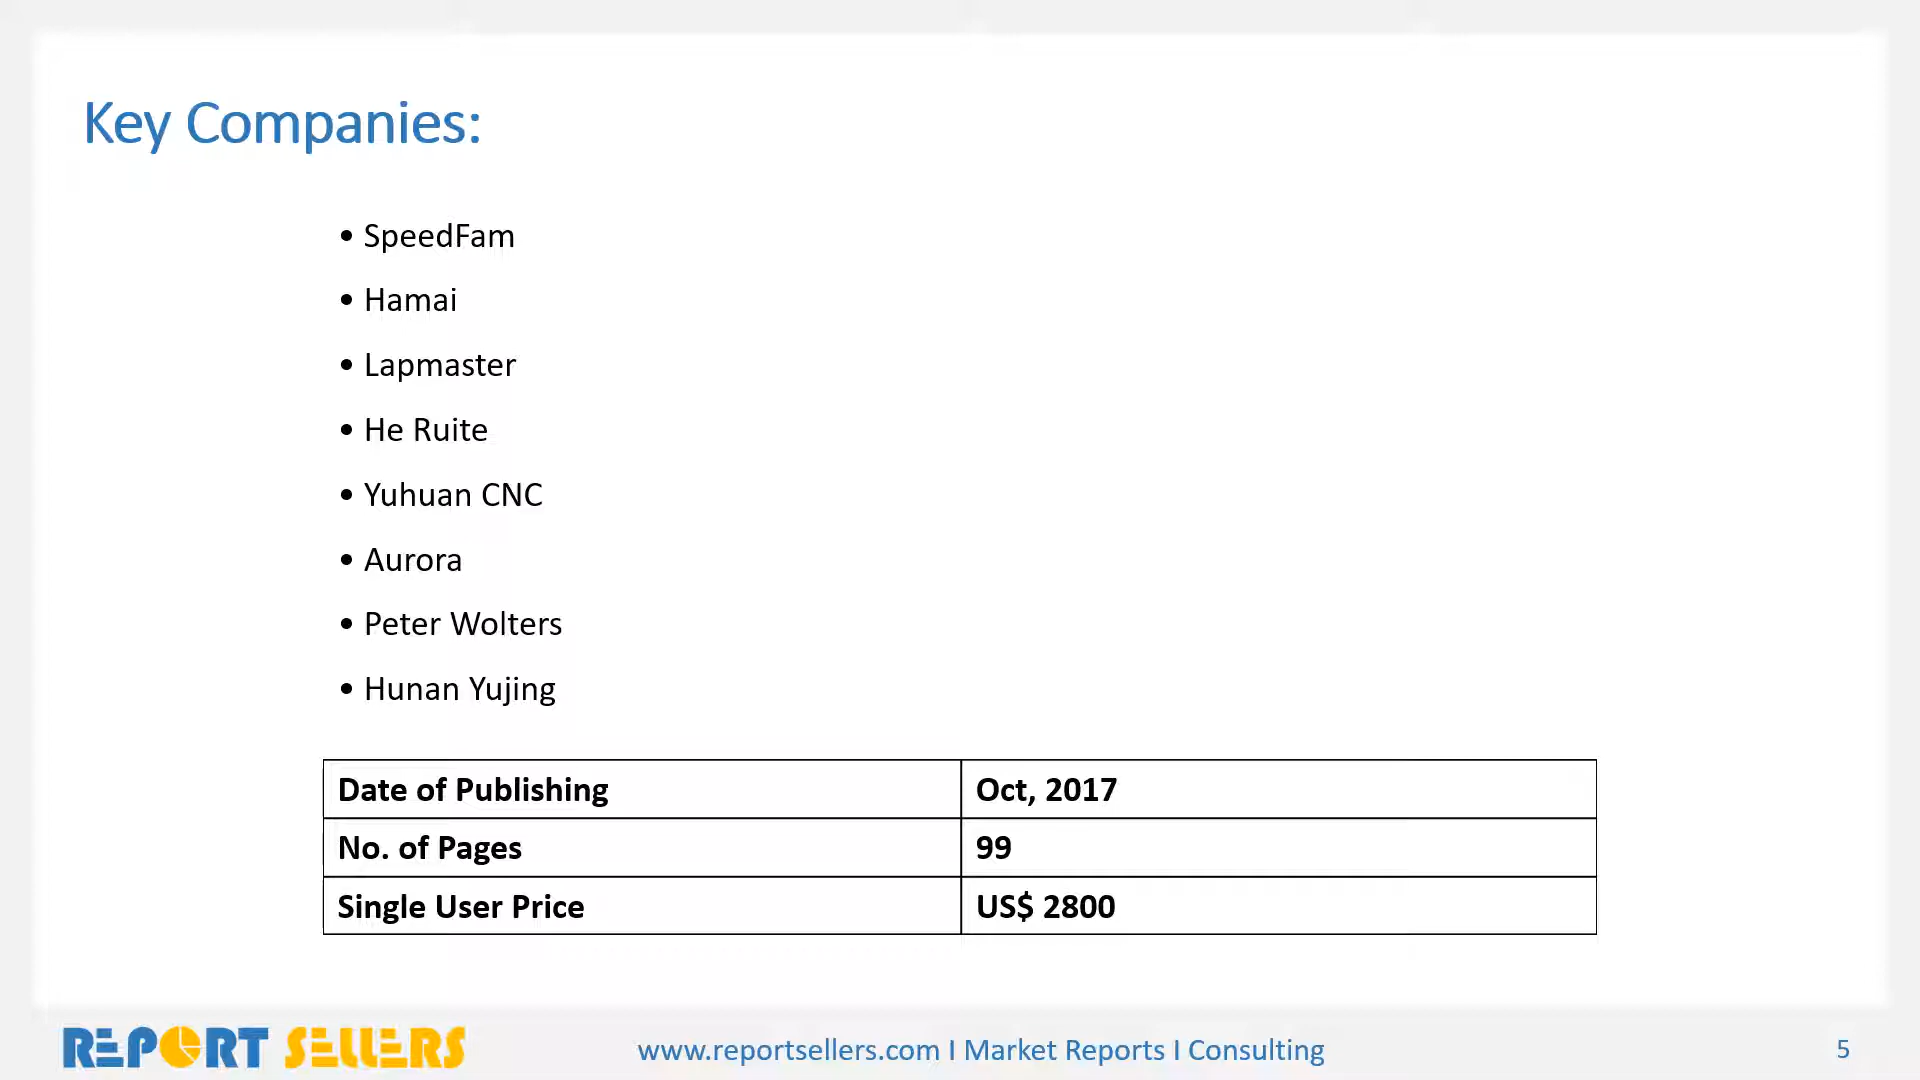 Key Companies:
• SpeedFam
• Hamai
• Lapmaster
• He Ruite
• Yuhuan CNC
• Aurora
• Peter Wolters
• Hunan Yujing
Date of Publishing Oct, 2017
No. of Pages 99
Single User Price US$ 2800
REPORT SELLERS www.reportsellers.com I Market Reports I Consulting 5